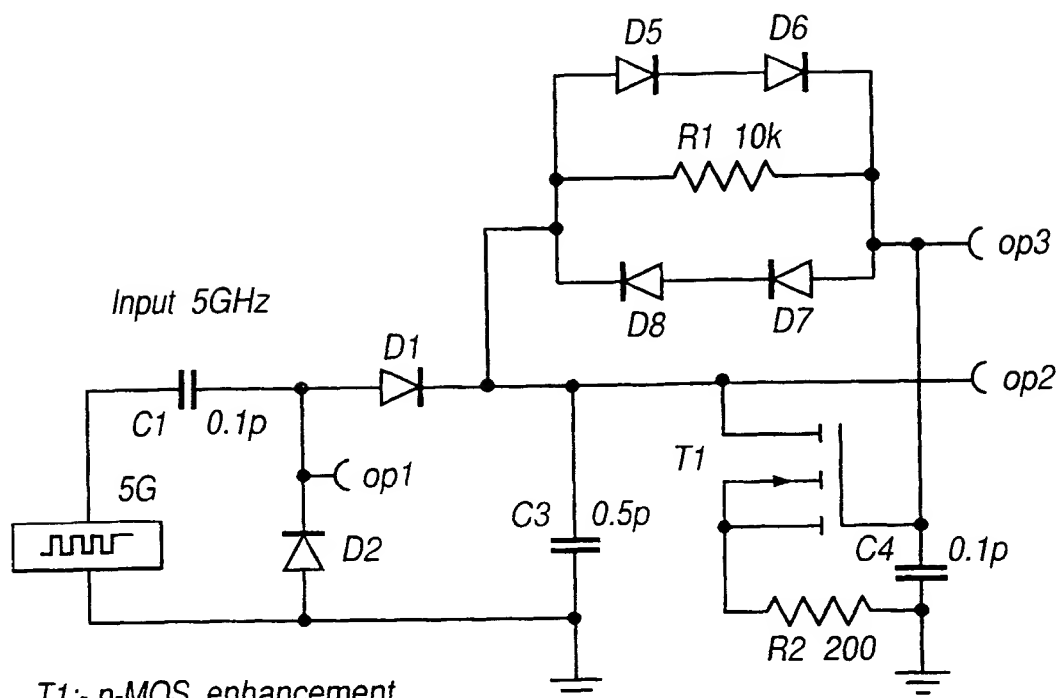 D5
D6
R1 10k
op3
D8
D7
Input 5GHz
D1
op2
C1 0.1p
op1
T1
5G
C3 0.5p
D2
C4 0.1p
R2 200
T1:- n-MOS enhancement